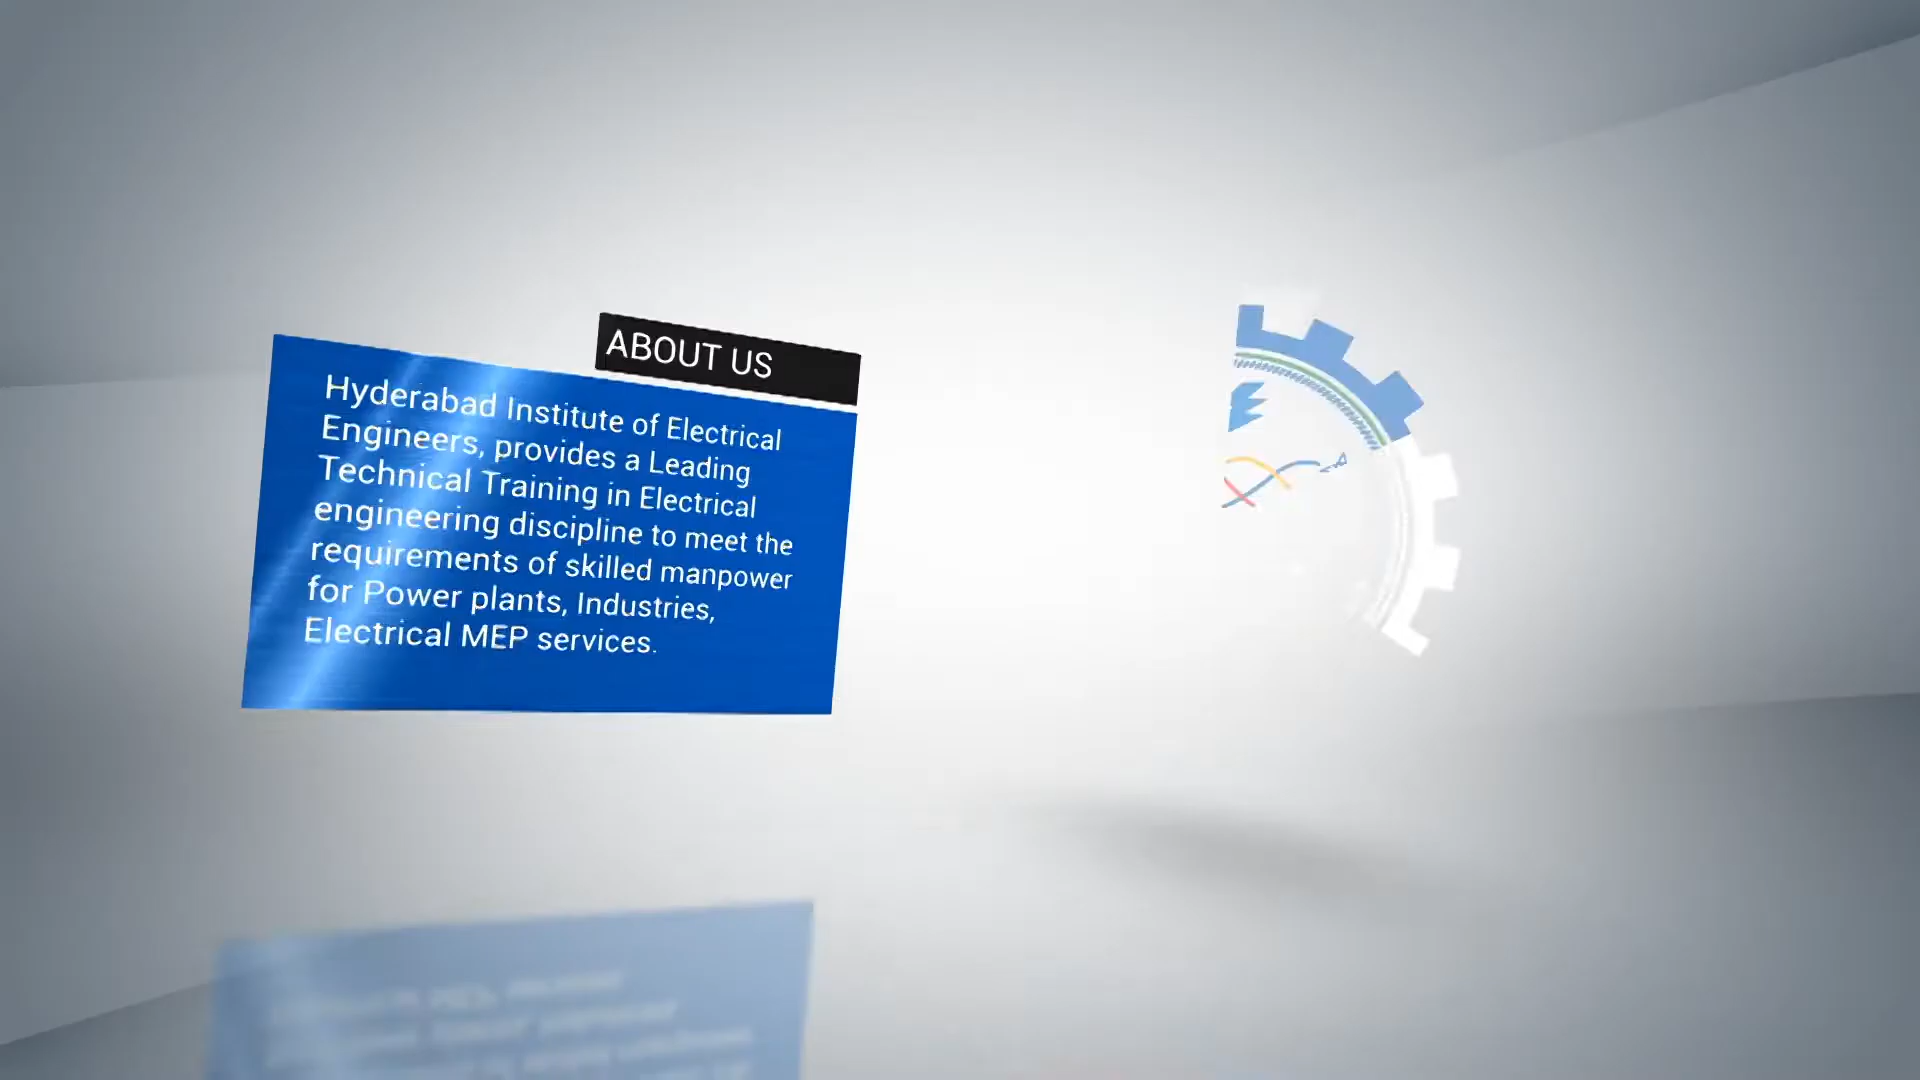 ABOUT US
Hyderabad Institute of Electrical
Engineers, provides a Leading
Technical Training in Electrical
engineering discipline to meet the
requirements of skilled manpower
for Power plants, Industries,
Electrical MEP services.